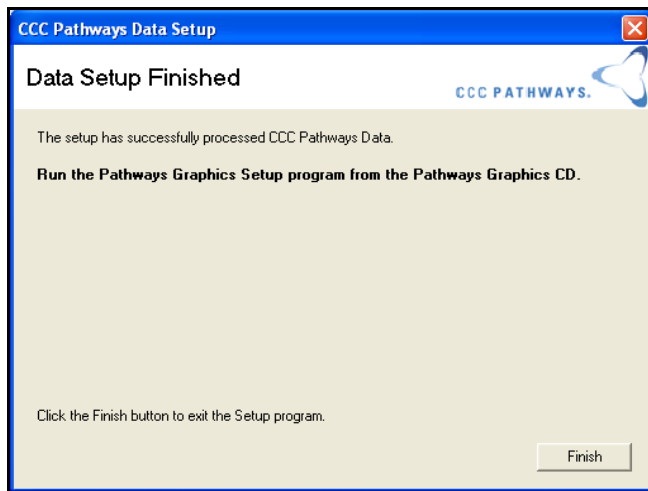 CCC Pathways Data Setup
Data Setup Finished
CCC PATHWAYS.
The setup has successfully processed CCC Pathways Data.
Run the Pathways Graphics Setup program from the Pathways Graphics CD.
Click the Finish button to exit the Setup program.
Finish